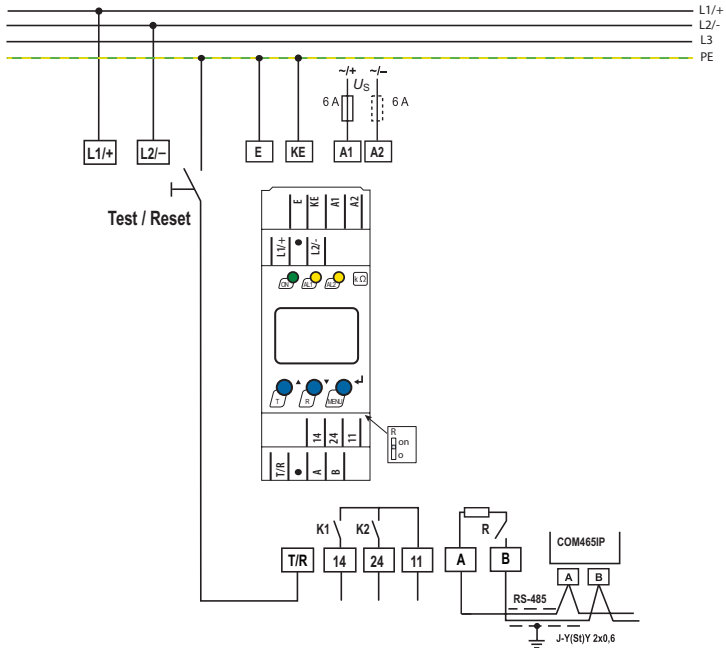 L1/+
L2/-
L3
PE
~/+ ~/–
US
6 A 6 A
L1/+ L2/– E KE A1 A2
Test / Reset
E KE A1 A2
L1/+ L2/-
ON AL1 AL2 kΩ
T R MENU
R
on
o
14 24 11
T/R A B
K1 K2 R
COM465IP
T/R 14 24 11 A B
A B
RS-485
J-Y(St)Y 2x0,6